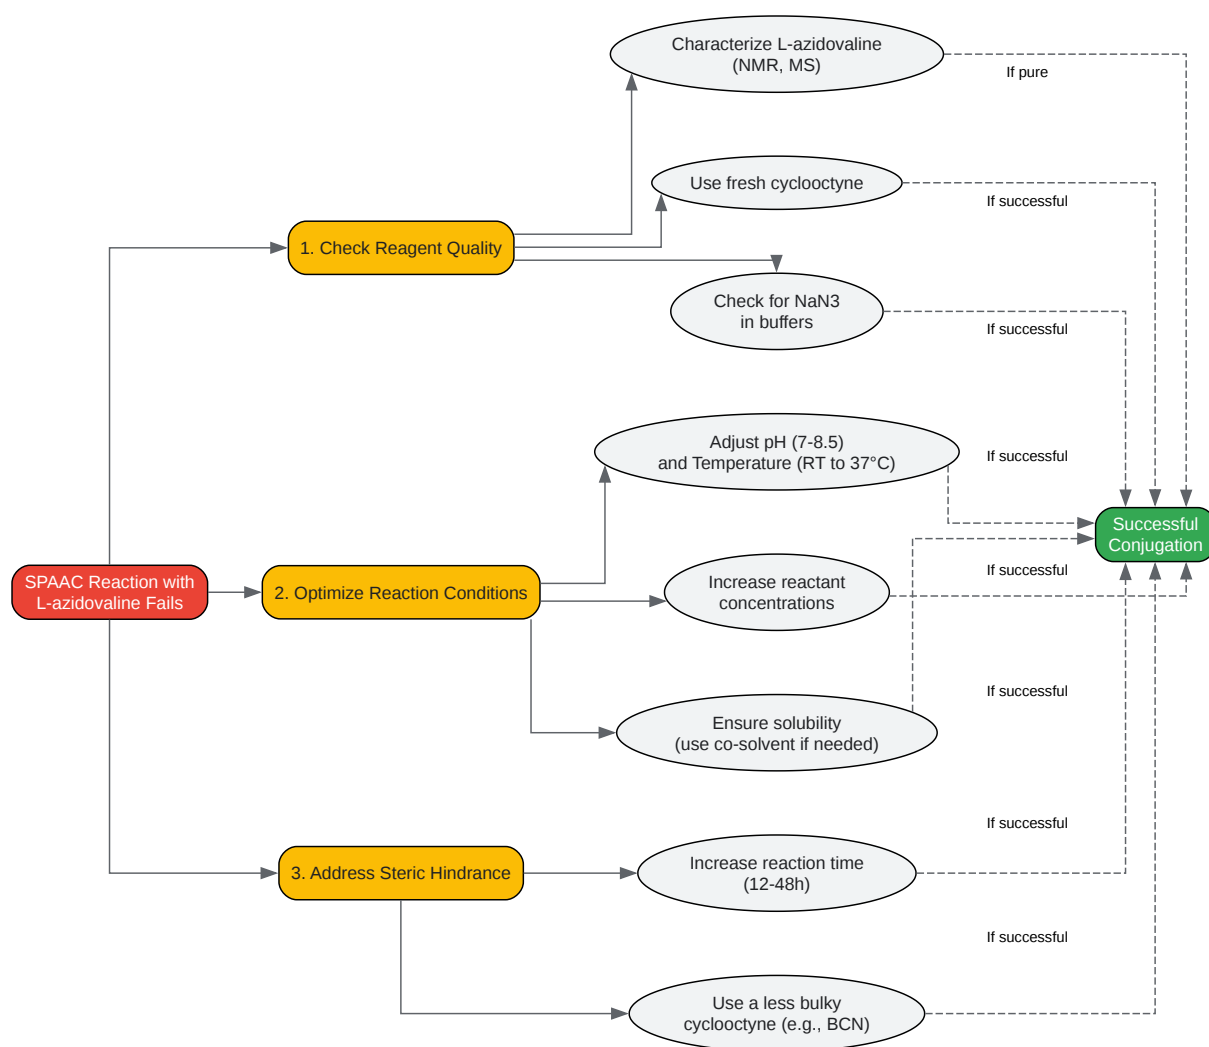 Characterize L-azidovaline
(NMR, MS)
If pure
Use fresh cyclooctyne
If successful
1. Check Reagent Quality
Check for NaN3
in buffers
If successful
Adjust pH (7-8.5)
and Temperature (RT to 37°C)
If successful
Successful
Conjugation
SPAAC Reaction with
L-azidovaline Fails
2. Optimize Reaction Conditions
Increase reactant
concentrations
If successful
Ensure solubility
(use co-solvent if needed)
If successful
3. Address Steric Hindrance
Increase reaction time
(12-48h)
If successful
Use a less bulky
cyclooctyne (e.g., BCN)
If successful